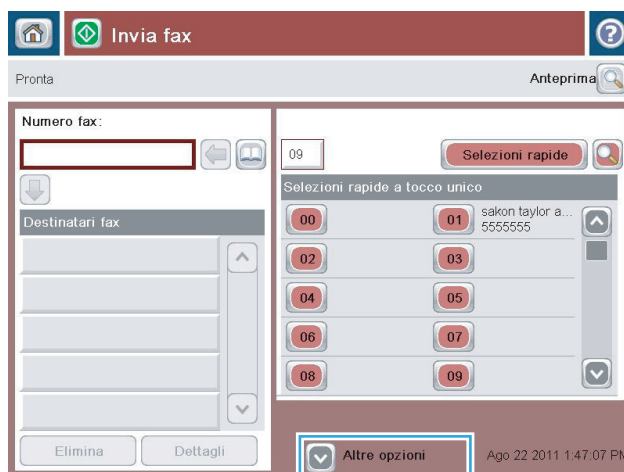 Invia fax
Pronta
Anteprima
Numero fax:
09
Selezioni rapide
Selezioni rapide a tocco unico
Destinatari fax
00
01 sakon taylor a...
5555555
02 03
04 05
06 07
08 09
Elimina Dettagli
Altre opzioni
Ago 22 2011 1:47:07 PM